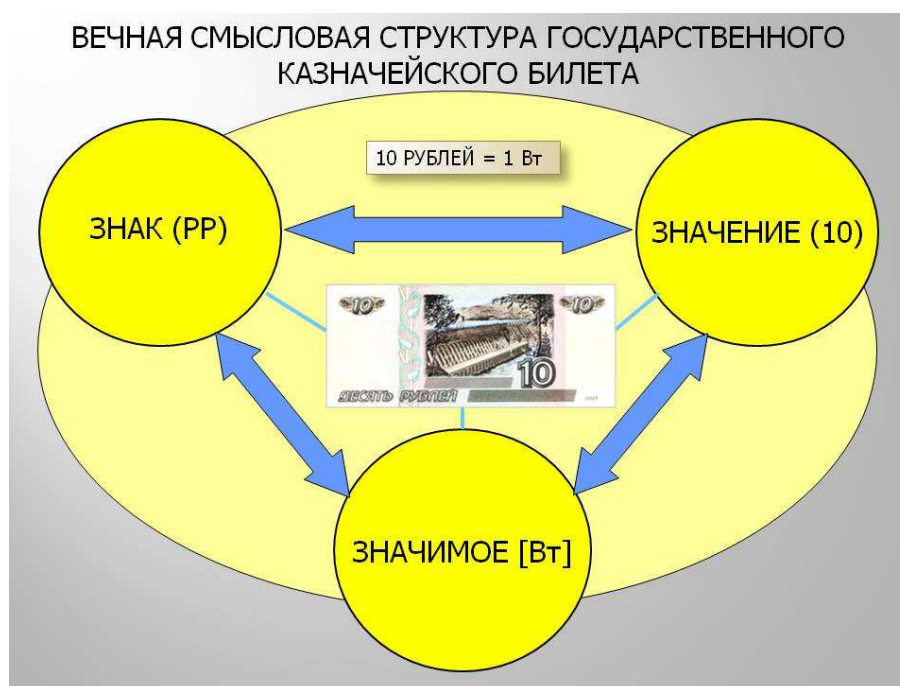 ВЕЧНАЯ СМЫСЛОВАЯ СТРУКТУРА ГОСУДАРСТВЕННОГО
КАЗНАЧЕЙСКОГО БИЛЕТА
10 РУБЛЕЙ = 1 Вт
ЗНАК (РР)
ЗНАЧЕНИЕ (10)
10
10
10
ДЕСЯТЬ РУБЛЕЙ
ЗНАЧИМОЕ [Вт]